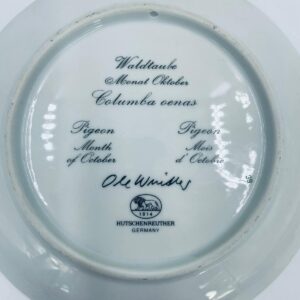 Waldtaube
Monat Oktober
Columba oenas
Pigeon
Month
of October
Pigeon
Mois
d'Octobre
Ole Winther
1814
HUTSCHENREUTHER
GERMANY